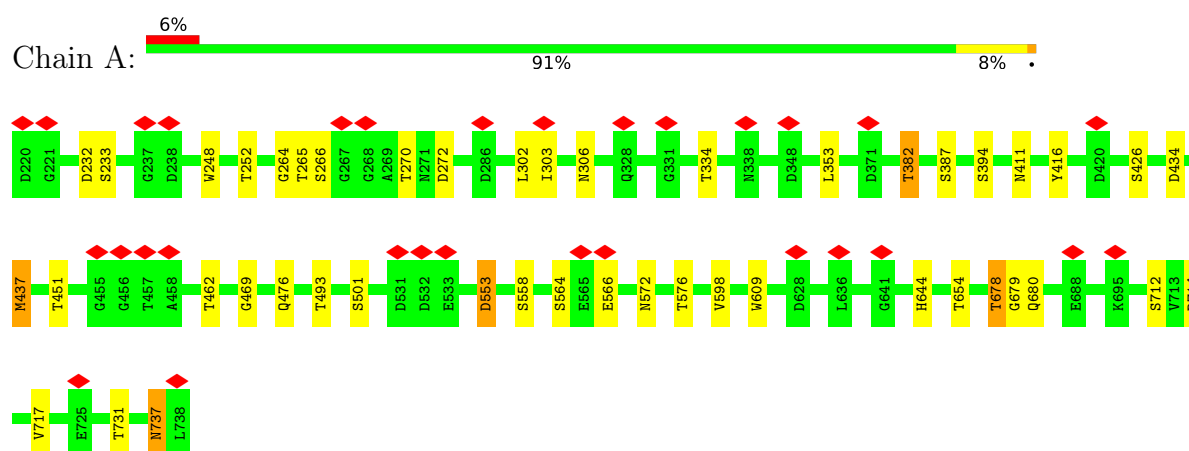 6%
Chain A:
91% 8% •
D220 G221 D232 S233 G237 D238 W248 T252 G264 T265 S266 G267 G268 A269 T270 N271 D272 D286 L302 I303 N306 Q328 G331 T334 N338 D348 L353 D371 T382 S387 S394 N411 Y416 D420 S426 D434
M437 T451 G455 G456 T457 A458 T462 G469 Q476 T493 S501 D531 D532 E533 D553 S558 S564 E565 E566 N572 T576 V598 W609 D628 L636 G641 H644 T654 T678 G679 Q680 E688 K695 S712 V713
V717 E725 T731 N737 L738